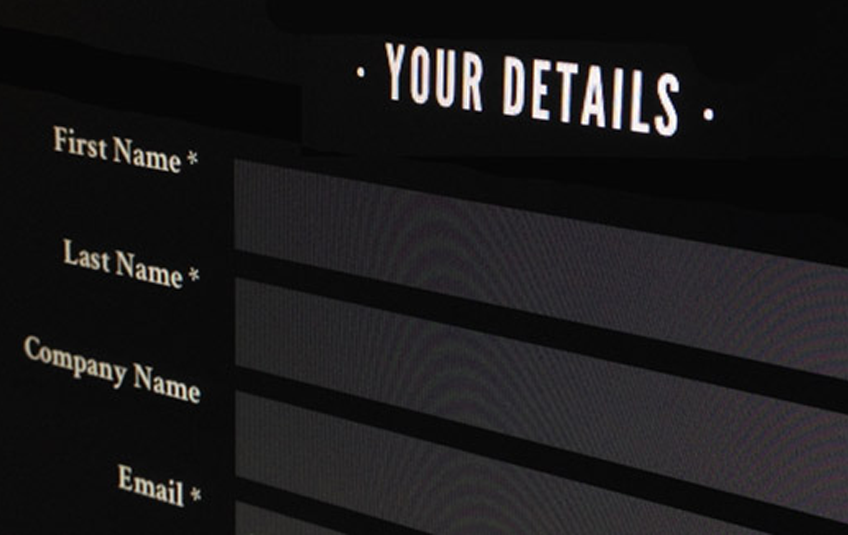 · YOUR DETAILS ·
First Name *
Last Name *
Company Name
Email *